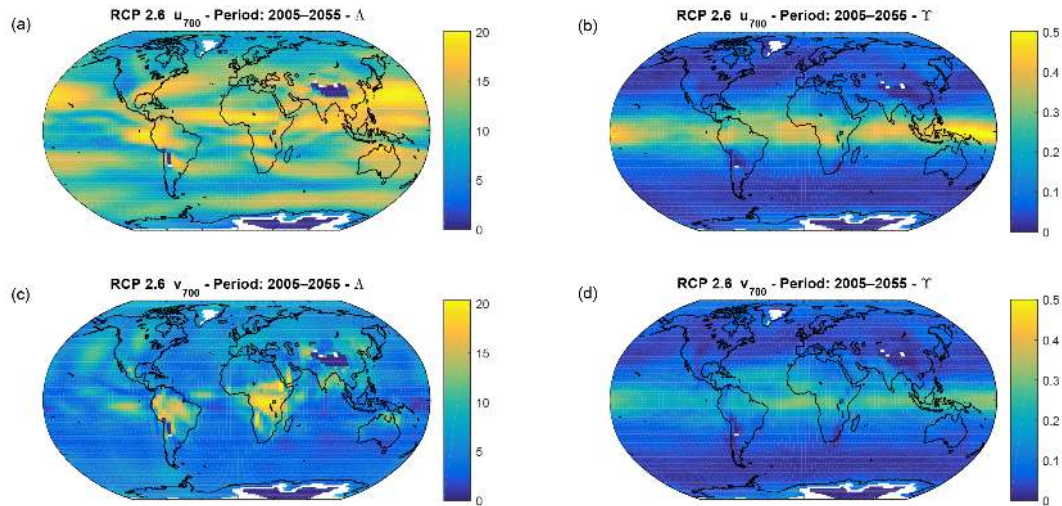 (a)
RCP 2.6 u700 - Period: 2005–2055 - Λ
20
15
10
5
0
(b)
RCP 2.6 u700 - Period: 2005–2055 - ϒ
0.5
0.4
0.3
0.2
0.1
0
(c)
RCP 2.6 v700 - Period: 2005–2055 - Λ
20
15
10
5
0
(d)
RCP 2.6 v700 - Period: 2005–2055 - ϒ
0.5
0.4
0.3
0.2
0.1
0